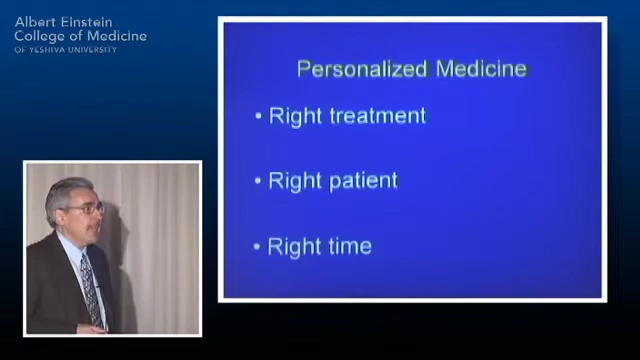 Albert Einstein
College of Medicine
OF YESHIVA UNIVERSITY
Personalized Medicine
• Right treatment
• Right patient
• Right time